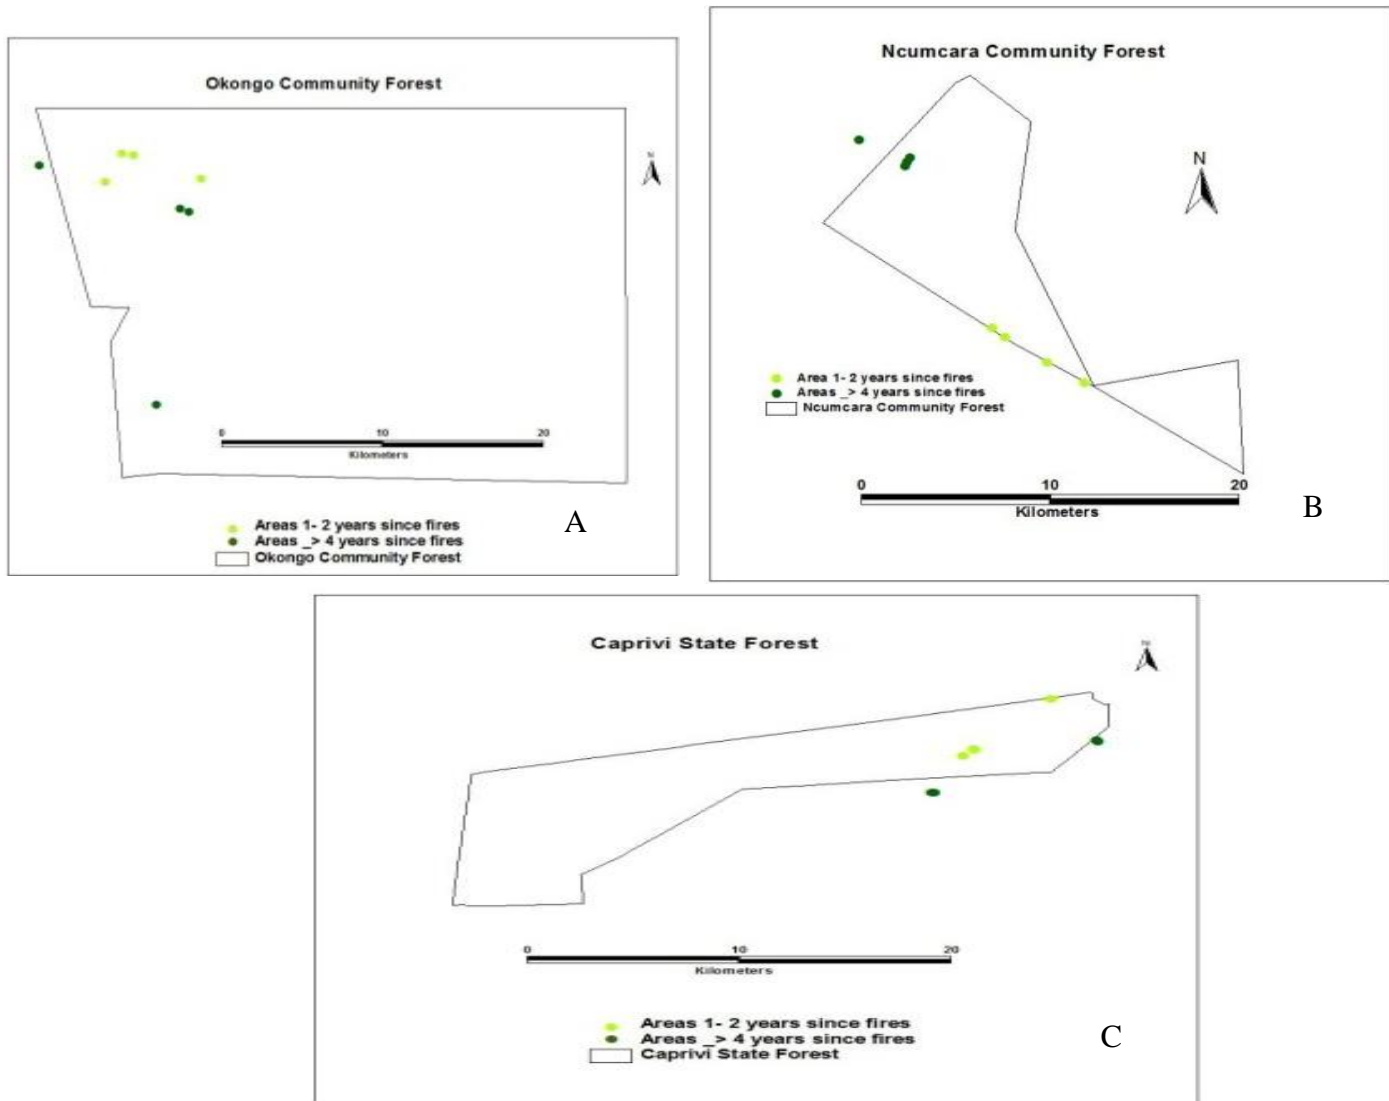 Okongo Community Forest
N
0 10 20
Kilometers
Areas 1- 2 years since fires
Areas _> 4 years since fires
Okongo Community Forest
A
Ncumcara Community Forest
N
Area 1- 2 years since fires
Areas _> 4 years since fires
Ncumcara Community Forest
0 10 20
Kilometers
B
Caprivi State Forest
N
0 10 20
Kilometers
Areas 1- 2 years since fires
Areas _> 4 years since fires
Caprivi State Forest
C